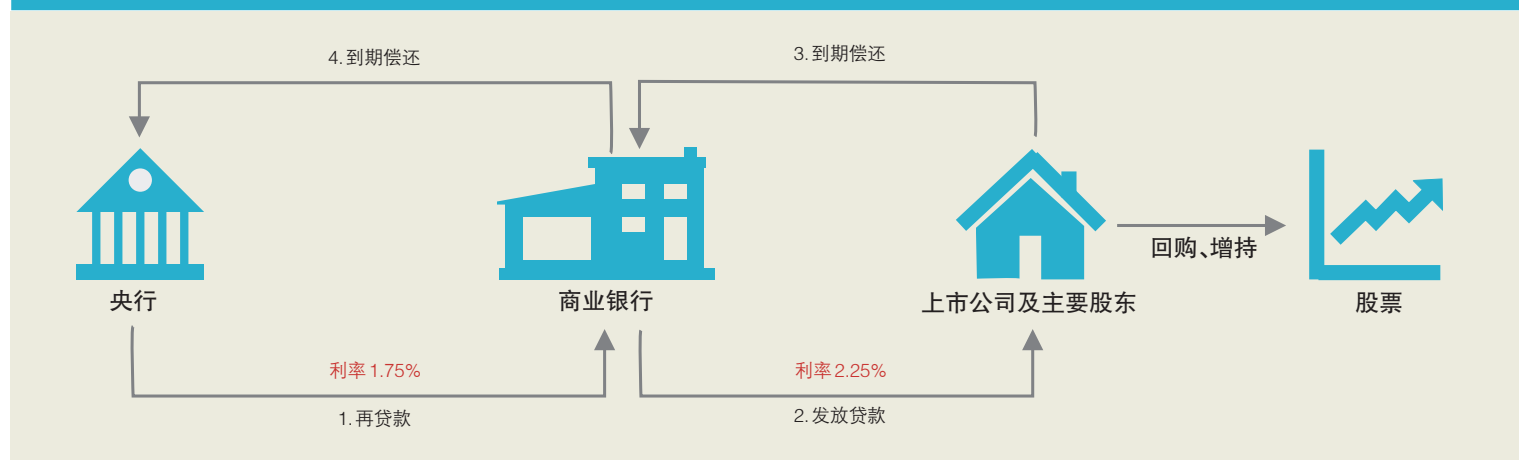 4.到期偿还
3.到期偿还
回购、增持
央行
商业银行
上市公司及主要股东
股票
利率1.75%
利率2.25%
1.再贷款
2.发放贷款